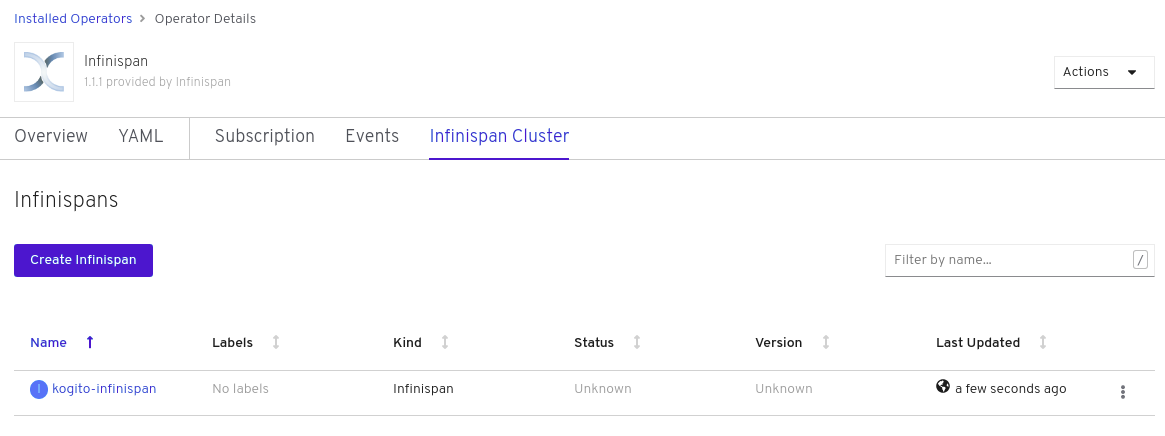 Installed Operators > Operator Details
Infinispan
1.1.1 provided by Infinispan
Actions
Overview YAML Subscription Events Infinispan Cluster
Infinispans
Create Infinispan
Filter by name... /
Name Labels Kind Status Version Last Updated
I kogito-infinispan No labels Infinispan Unknown Unknown a few seconds ago